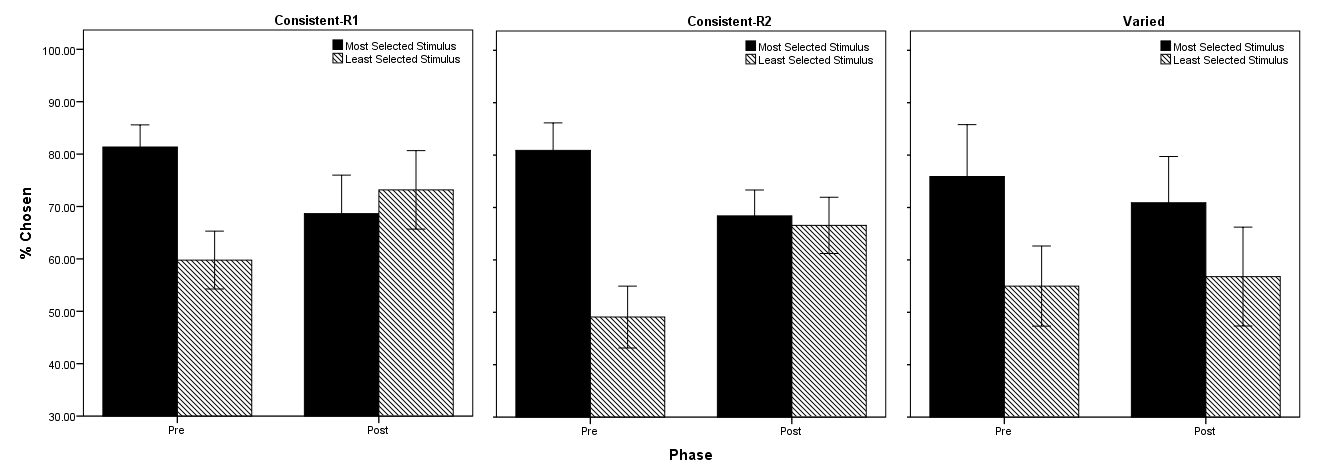 Consistent-R1
Most Selected Stimulus
Least Selected Stimulus
100.00
90.00
80.00
70.00
60.00
50.00
40.00
30.00
% Chosen
Pre
Post
Consistent-R2
Most Selected Stimulus
Least Selected Stimulus
Pre
Post
Varied
Most Selected Stimulus
Least Selected Stimulus
Pre
Post
Phase